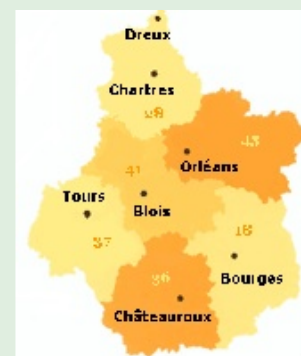 Dreux
Chartres
28
45
Orléans
41
Tours
Blois
37
18
Bourges
36
Châteauroux